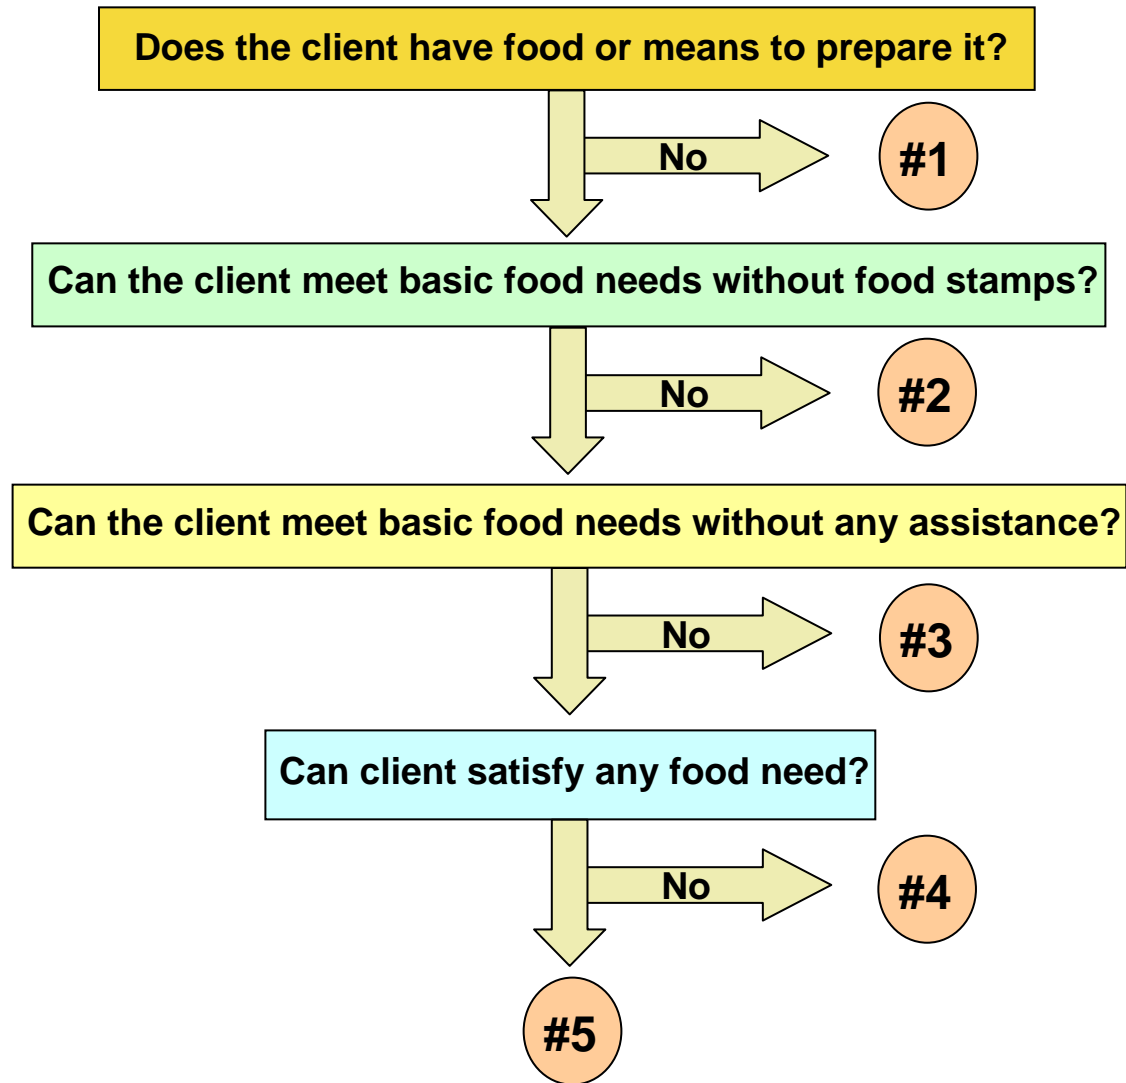 Does the client have food or means to prepare it?
No
#1
Can the client meet basic food needs without food stamps?
No
#2
Can the client meet basic food needs without any assistance?
No
#3
Can client satisfy any food need?
No
#4
#5